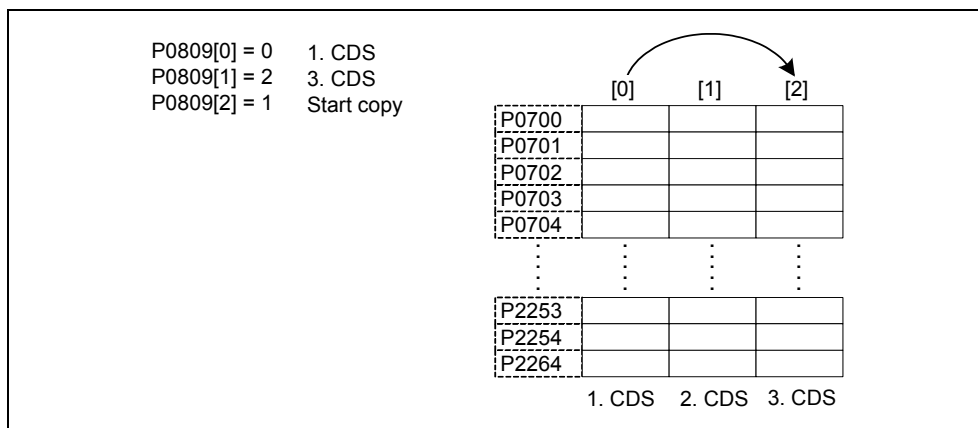 P0809[0] = 0 1. CDS
P0809[1] = 2 3. CDS
P0809[2] = 1 Start copy
[0] [1] [2]
P0700
P0701
P0702
P0703
P0704
P2253
P2254
P2264
1. CDS 2. CDS 3. CDS